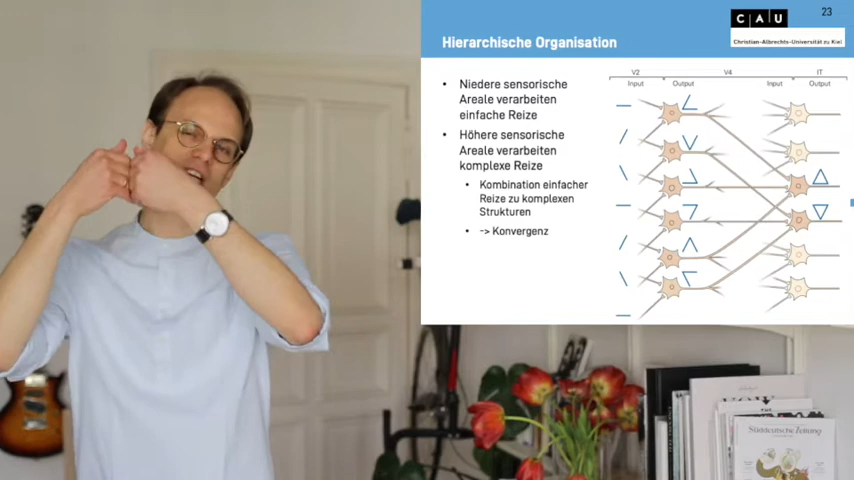 23
C A U
Christian-Albrechts-Universität zu Kiel
Hierarchische Organisation
• Niedere sensorische
Areale verarbeiten
einfache Reize
• Höhere sensorische
Areale verarbeiten
komplexe Reize
• Kombination einfacher
Reize zu komplexen
Strukturen
• -> Konvergenz
V2 V4 IT
Input Output Input Output
Süddeutsche Zeitung